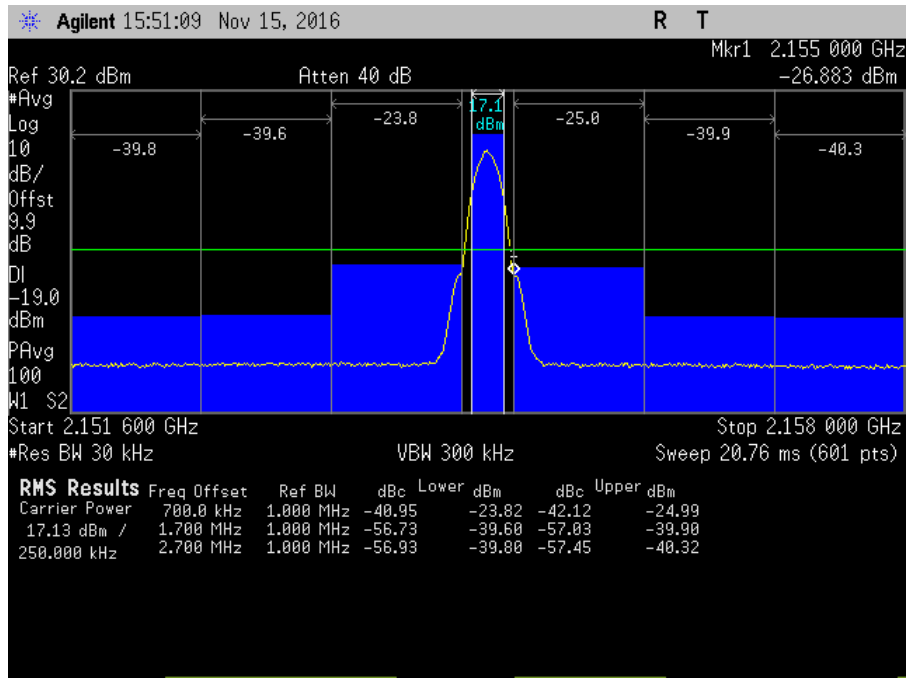 Agilent 15:51:09 Nov 15, 2016 R T
Mkr1 2.155 000 GHz
Ref 30.2 dBm Atten 40 dB -26.883 dBm
#Avg
Log
10
dB/
Offst
9.9
dB
DI
-19.0
dBm
PAvg
100
W1 S2
-39.8 -39.6 -23.8 17.1 dBm -25.0 -39.9 -40.3
Start 2.151 600 GHz Stop 2.158 000 GHz
#Res BW 30 kHz VBW 300 kHz Sweep 20.76 ms (601 pts)
RMS Results Freq Offset Ref BW dBc Lower dBm dBc Upper dBm
Carrier Power 700.0 kHz 1.000 MHz -40.95 -23.82 -42.12 -24.99
17.13 dBm / 1.700 MHz 1.000 MHz -56.73 -39.60 -57.03 -39.90
250.000 kHz 2.700 MHz 1.000 MHz -56.93 -39.80 -57.45 -40.32